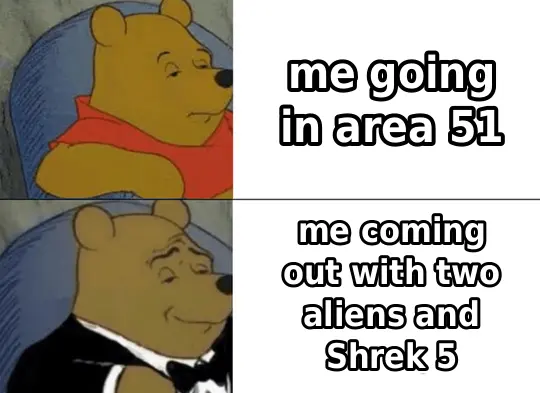 me going
in area 51
me coming
out with two
aliens and
Shrek 5